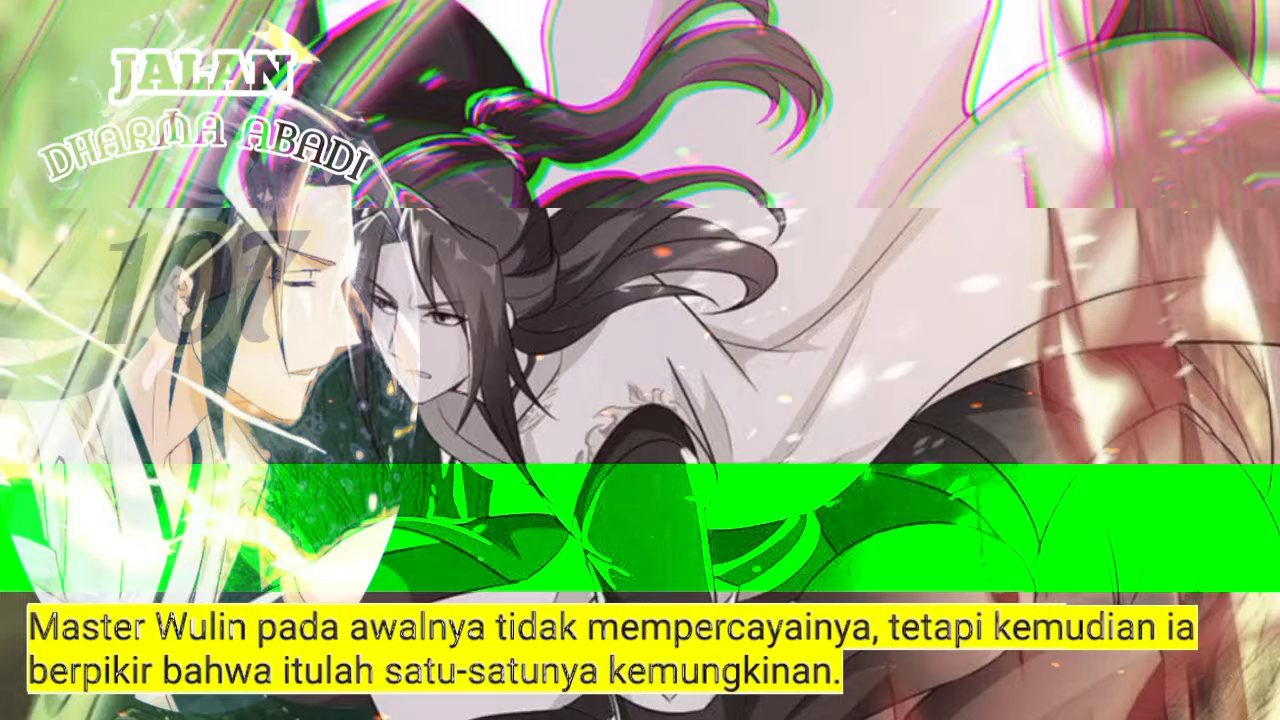 JALAN
DHARMA ABADI
107
Master Wulin pada awalnya tidak mempercayainya, tetapi kemudian ia
berpikir bahwa itulah satu-satunya kemungkinan.